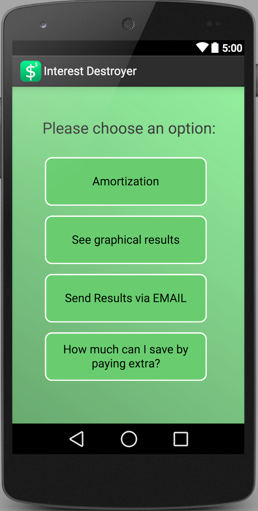 5:00
Interest Destroyer
Please choose an option:
Amortization
See graphical results
Send Results via EMAIL
How much can I save by
paying extra?